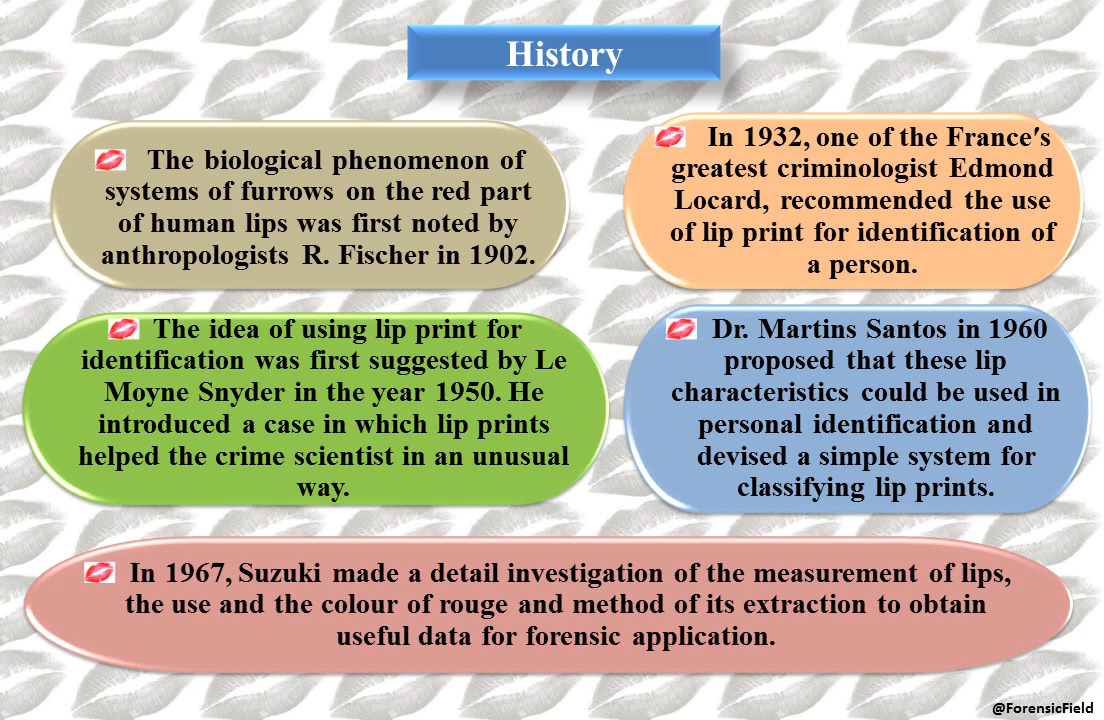 History
The biological phenomenon of
systems of furrows on the red part
of human lips was first noted by
anthropologists R. Fischer in 1902.
In 1932, one of the France's
greatest criminologist Edmond
Locard, recommended the use
of lip print for identification of
a person.
The idea of using lip print for
identification was first suggested by Le
Moyne Snyder in the year 1950. He
introduced a case in which lip prints
helped the crime scientist in an unusual
way.
Dr. Martins Santos in 1960
proposed that these lip
characteristics could be used in
personal identification and
devised a simple system for
classifying lip prints.
In 1967, Suzuki made a detail investigation of the measurement of lips,
the use and the colour of rouge and method of its extraction to obtain
useful data for forensic application.
@ForensicField